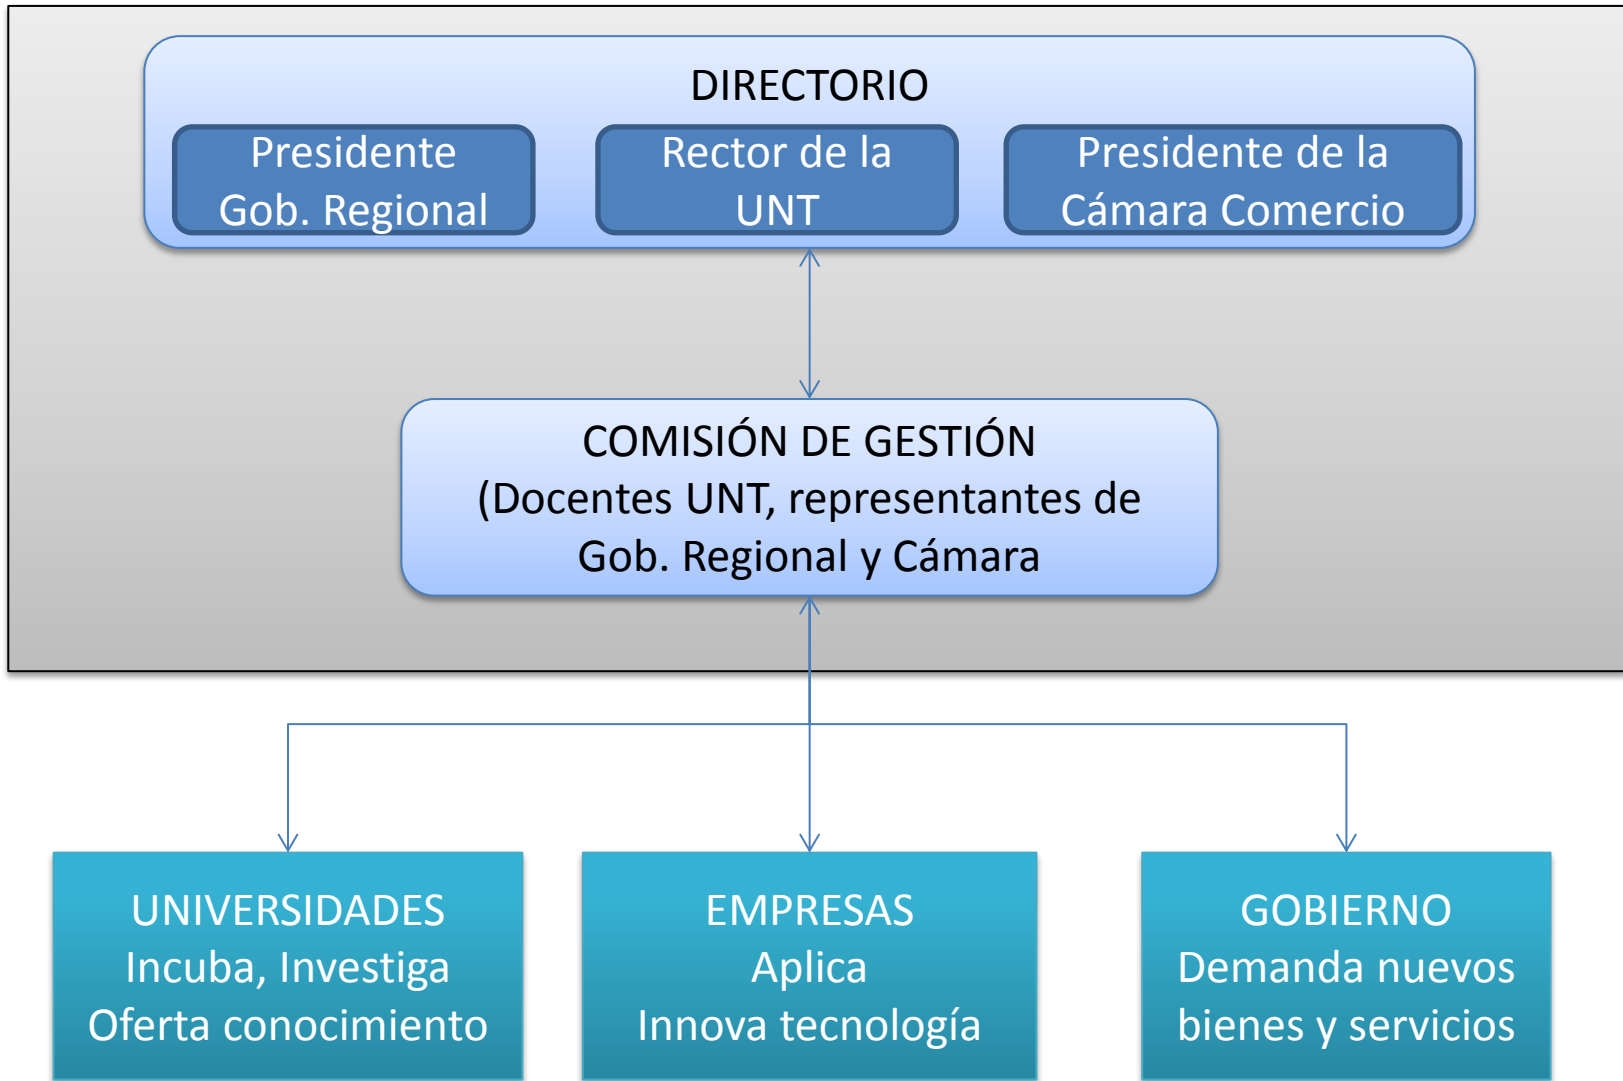 DIRECTORIO
Presidente
Gob. Regional
Rector de la
UNT
Presidente de la
Cámara Comercio
COMISIÓN DE GESTIÓN
(Docentes UNT, representantes de
Gob. Regional y Cámara
UNIVERSIDADES
Incuba, Investiga
Oferta conocimiento
EMPRESAS
Aplica
Innova tecnología
GOBIERNO
Demanda nuevos
bienes y servicios